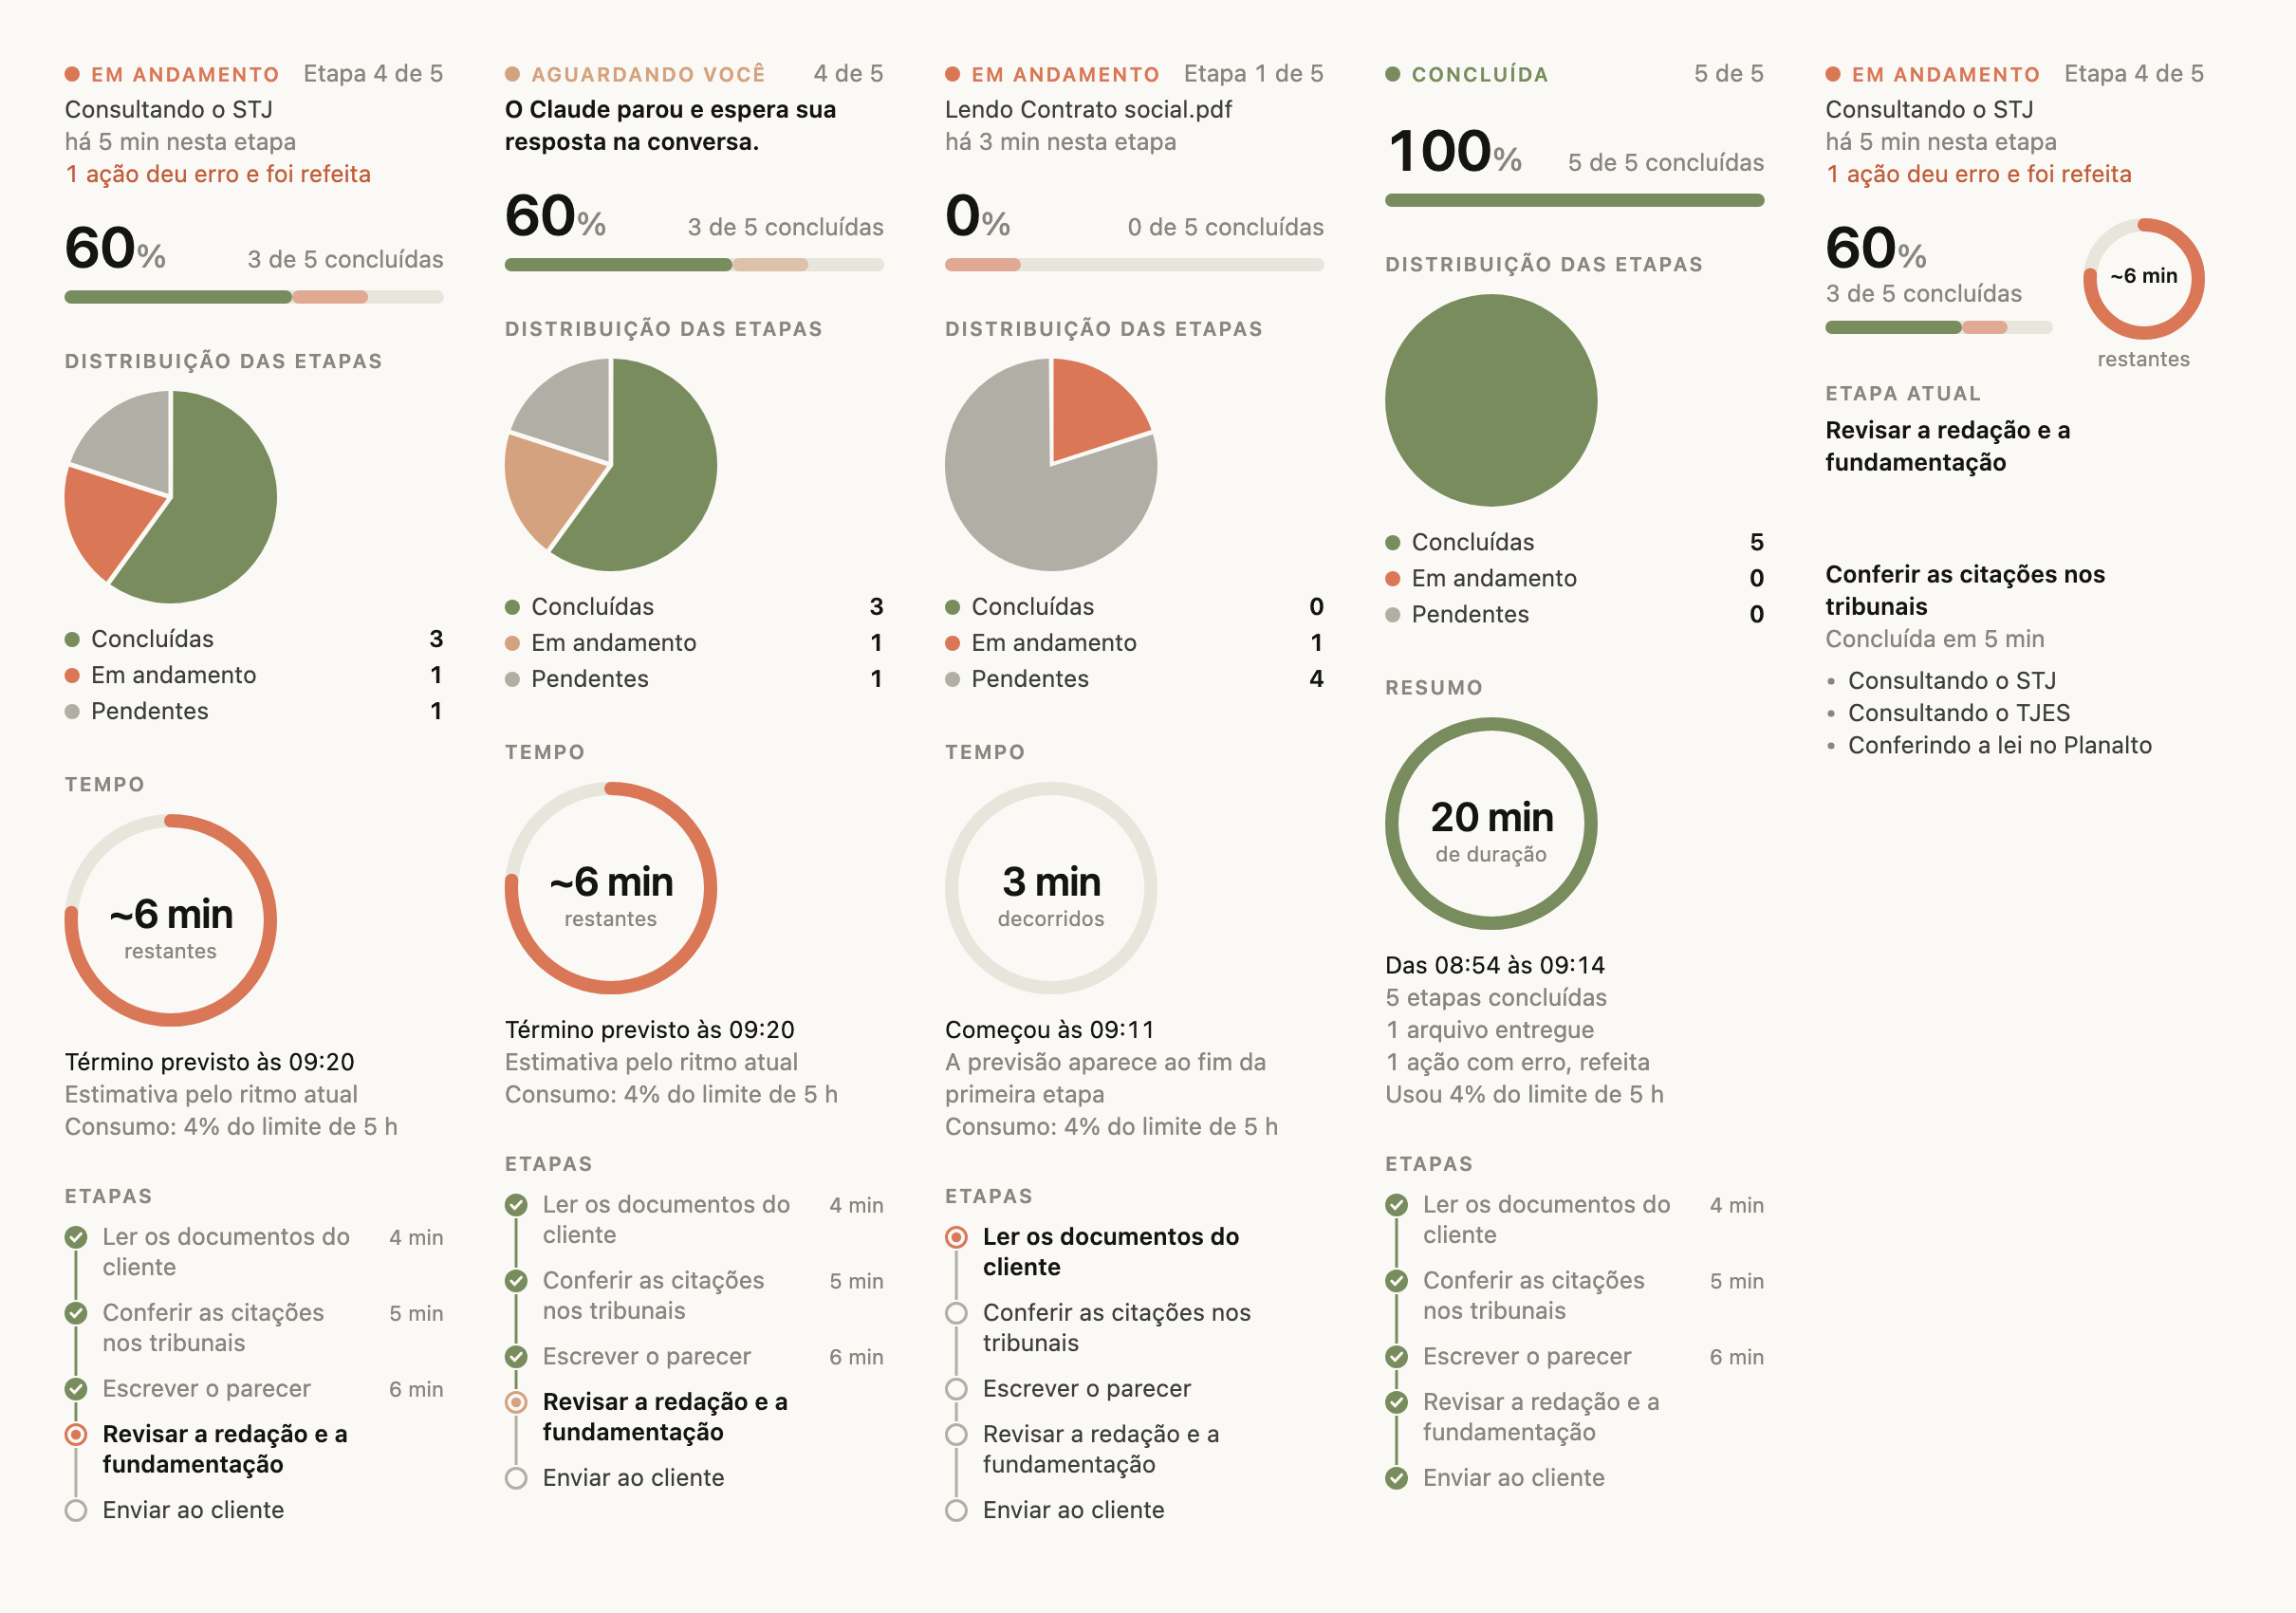 EM ANDAMENTO Etapa 4 de 5
Consultando o STJ
há 5 min nesta etapa
1 ação deu erro e foi refeita
60% 3 de 5 concluídas
DISTRIBUIÇÃO DAS ETAPAS
Concluídas 3
Em andamento 1
Pendentes 1
TEMPO
~6 min
restantes
Término previsto às 09:20
Estimativa pelo ritmo atual
Consumo: 4% do limite de 5 h
ETAPAS
Ler os documentos do 4 min
cliente
Conferir as citações 5 min
nos tribunais
Escrever o parecer 6 min
Revisar a redação e a
fundamentação
Enviar ao cliente
AGUARDANDO VOCÊ 4 de 5
O Claude parou e espera sua
resposta na conversa.
60% 3 de 5 concluídas
DISTRIBUIÇÃO DAS ETAPAS
Concluídas 3
Em andamento 1
Pendentes 1
TEMPO
~6 min
restantes
Término previsto às 09:20
Estimativa pelo ritmo atual
Consumo: 4% do limite de 5 h
ETAPAS
Ler os documentos do 4 min
cliente
Conferir as citações 5 min
nos tribunais
Escrever o parecer 6 min
Revisar a redação e a
fundamentação
Enviar ao cliente
EM ANDAMENTO Etapa 1 de 5
Lendo Contrato social.pdf
há 3 min nesta etapa
0% 0 de 5 concluídas
DISTRIBUIÇÃO DAS ETAPAS
Concluídas 0
Em andamento 1
Pendentes 4
TEMPO
3 min
decorridos
Começou às 09:11
A previsão aparece ao fim da
primeira etapa
Consumo: 4% do limite de 5 h
ETAPAS
Ler os documentos do
cliente
Conferir as citações nos
tribunais
Escrever o parecer
Revisar a redação e a
fundamentação
Enviar ao cliente
CONCLUÍDA 5 de 5
100% 5 de 5 concluídas
DISTRIBUIÇÃO DAS ETAPAS
Concluídas 5
Em andamento 0
Pendentes 0
RESUMO
20 min
de duração
Das 08:54 às 09:14
5 etapas concluídas
1 arquivo entregue
1 ação com erro, refeita
Usou 4% do limite de 5 h
ETAPAS
Ler os documentos do 4 min
cliente
Conferir as citações 5 min
nos tribunais
Escrever o parecer 6 min
Revisar a redação e a
fundamentação
Enviar ao cliente
EM ANDAMENTO Etapa 4 de 5
Consultando o STJ
há 5 min nesta etapa
1 ação deu erro e foi refeita
60%
3 de 5 concluídas
~6 min
restantes
ETAPA ATUAL
Revisar a redação e a
fundamentação
Conferir as citações nos
tribunais
Concluída em 5 min
• Consultando o STJ
• Consultando o TJES
• Conferindo a lei no Planalto